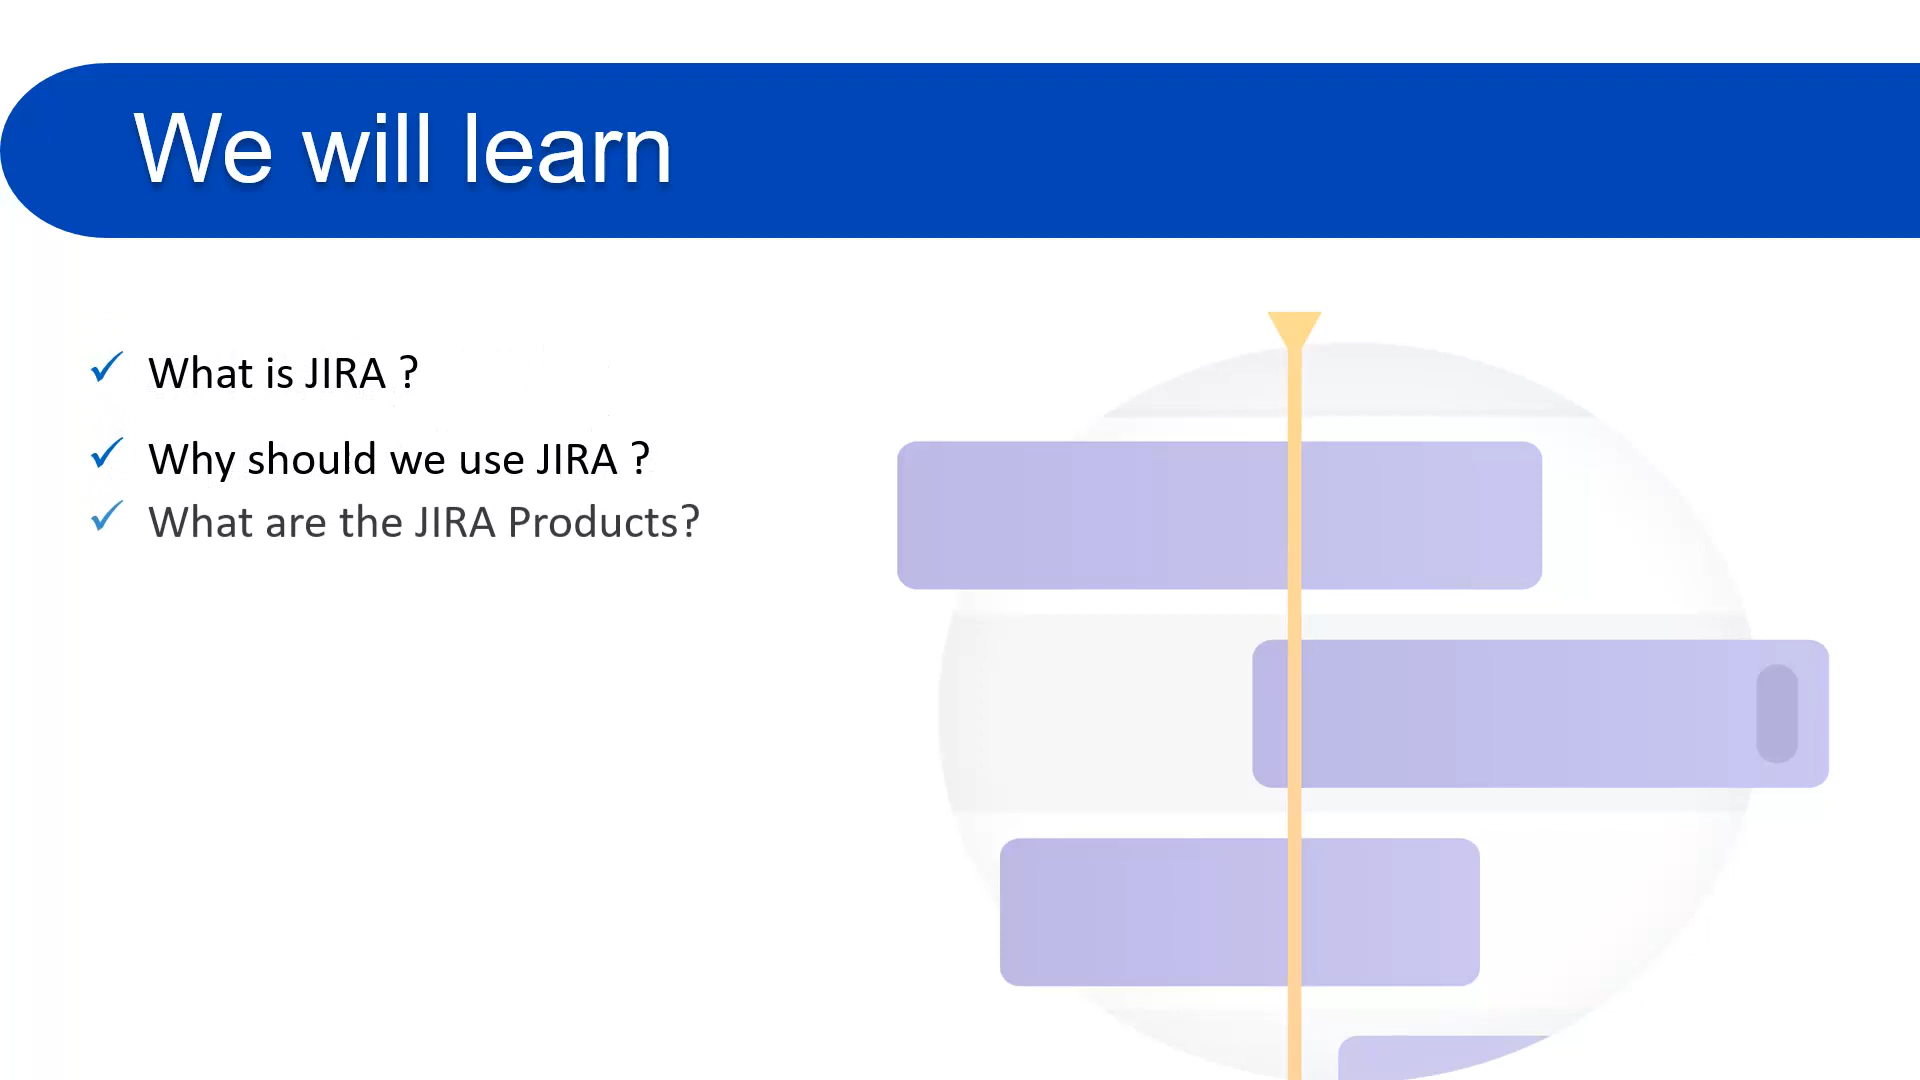 We will learn
What is JIRA ?
Why should we use JIRA ?
What are the JIRA Products?